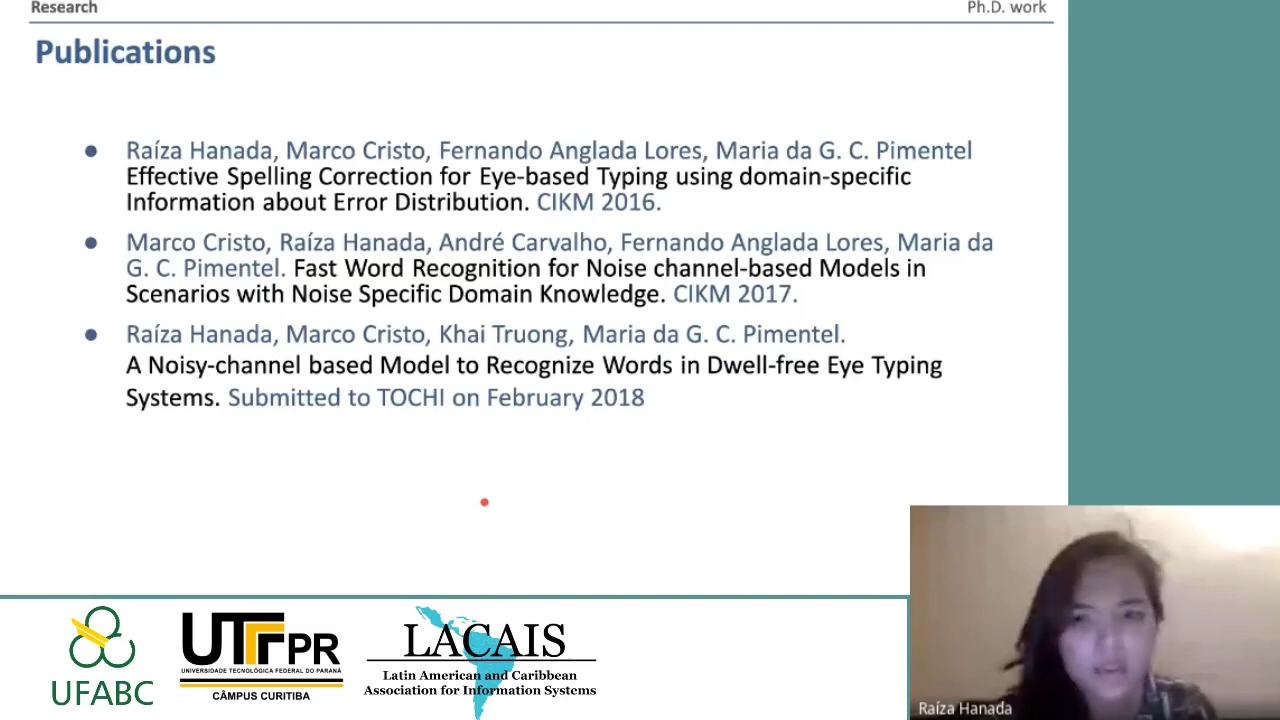 Research
Ph.D. work
Publications
Raíza Hanada, Marco Cristo, Fernando Anglada Lores, Maria da G. C. Pimentel
Effective Spelling Correction for Eye-based Typing using domain-specific
Information about Error Distribution. CIKM 2016.
Marco Cristo, Raíza Hanada, André Carvalho, Fernando Anglada Lores, Maria da
G. C. Pimentel. Fast Word Recognition for Noise channel-based Models in
Scenarios with Noise Specific Domain Knowledge. CIKM 2017.
Raíza Hanada, Marco Cristo, Khai Truong, Maria da G. C. Pimentel.
A Noisy-channel based Model to Recognize Words in Dwell-free Eye Typing
Systems. Submitted to TOCHI on February 2018
UFABC
UTFPR
UNIVERSIDADE TECNOLÓGICA FEDERAL DO PARANÁ
CÂMPUS CURITIBA
LACAIS
Latin American and Caribbean
Association for Information Systems
Raíza Hanada